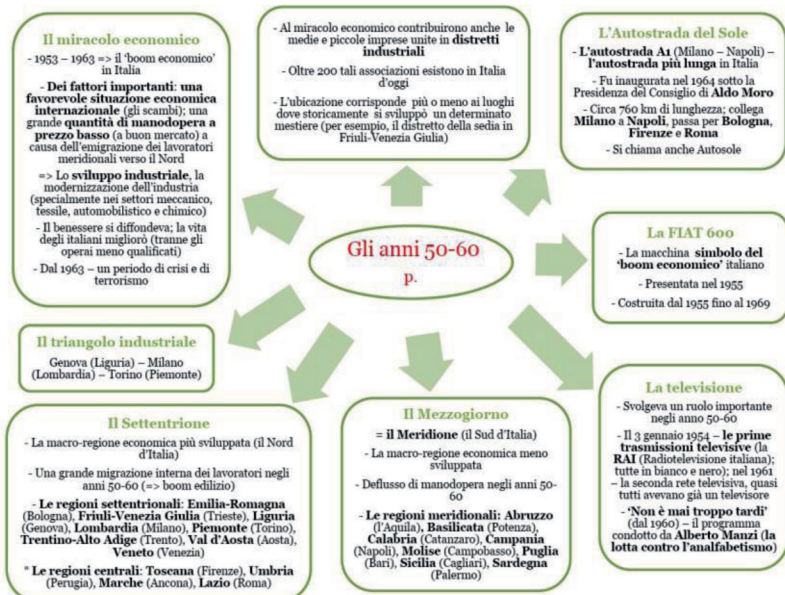 Il miracolo economico
- 1953 – 1963 => il 'boom economico'
in Italia
- Dei fattori importanti: una
favorevole situazione economica
internazionale (gli scambi); una
grande quantità di manodopera a
prezzo basso (a buon mercato) a
causa dell'emigrazione dei lavoratori
meridionali verso il Nord
=> Lo sviluppo industriale, la
modernizzazione dell'industria
(specialmente nei settori meccanico,
tessile, automobilistico e chimico)
- Il benessere si diffondeva; la vita
degli italiani migliorò (tranne gli
operai meno qualificati)
- Dal 1963 – un periodo di crisi e di
terrorismo
- Al miracolo economico contribuirono anche le
medie e piccole imprese unite in distretti
industriali
- Oltre 200 tali associazioni esistono in Italia
d'oggi
- L'ubicazione corrisponde più o meno ai luoghi
dove storicamente si sviluppò un determinato
mestiere (per esempio, il distretto della sedia in
Friuli-Venezia Giulia)
L'Autostrada del Sole
- L'autostrada A1 (Milano – Napoli) –
l'autostrada più lunga in Italia
- Fu inaugurata nel 1964 sotto la
Presidenza del Consiglio di Aldo Moro
- Circa 760 km di lunghezza; collega
Milano a Napoli, passa per Bologna,
Firenze e Roma
- Si chiama anche Autosole
Gli anni 50-60
p.
La FIAT 600
- La macchina simbolo del
'boom economico' italiano
- Presentata nel 1955
- Costruita dal 1955 fino al 1969
Il triangolo industriale
Genova (Liguria) – Milano
(Lombardia) – Torino (Piemonte)
Il Settentrione
- La macro-regione economica più sviluppata (il Nord
d'Italia)
- Una grande migrazione interna dei lavoratori negli
anni 50-60 (=> boom edilizio)
- Le regioni settentrionali: Emilia-Romagna
(Bologna), Friuli-Venezia Giulia (Trieste), Liguria
(Genova), Lombardia (Milano), Piemonte (Torino),
Trentino-Alto Adige (Trento), Val d'Aosta (Aosta),
Veneto (Venezia)
* Le regioni centrali: Toscana (Firenze), Umbria
(Perugia), Marche (Ancona), Lazio (Roma)
Il Mezzogiorno
= il Meridione (il Sud d'Italia)
- La macro-regione economica meno
sviluppata
- Deflusso di manodopera negli anni 50-
60
- Le regioni meridionali: Abruzzo
(l'Aquila), Basilicata (Potenza),
Calabria (Catanzaro), Campania
(Napoli), Molise (Campobasso), Puglia
(Bari), Sicilia (Cagliari), Sardegna
(Palermo)
La televisione
- Svolgeva un ruolo importante
negli anno 50-60
- Il 3 gennaio 1954 – le prime
trasmissioni televisive (la
RAI (Radiotelevisione italiana);
tutte in bianco e nero); nel 1961
– la seconda rete televisiva, quasi
tutti avevano già un televisore
- 'Non è mai troppo tardi'
(dal 1960) – il programma
condotto da Alberto Manzi (la
lotta contro l'analfabetismo)